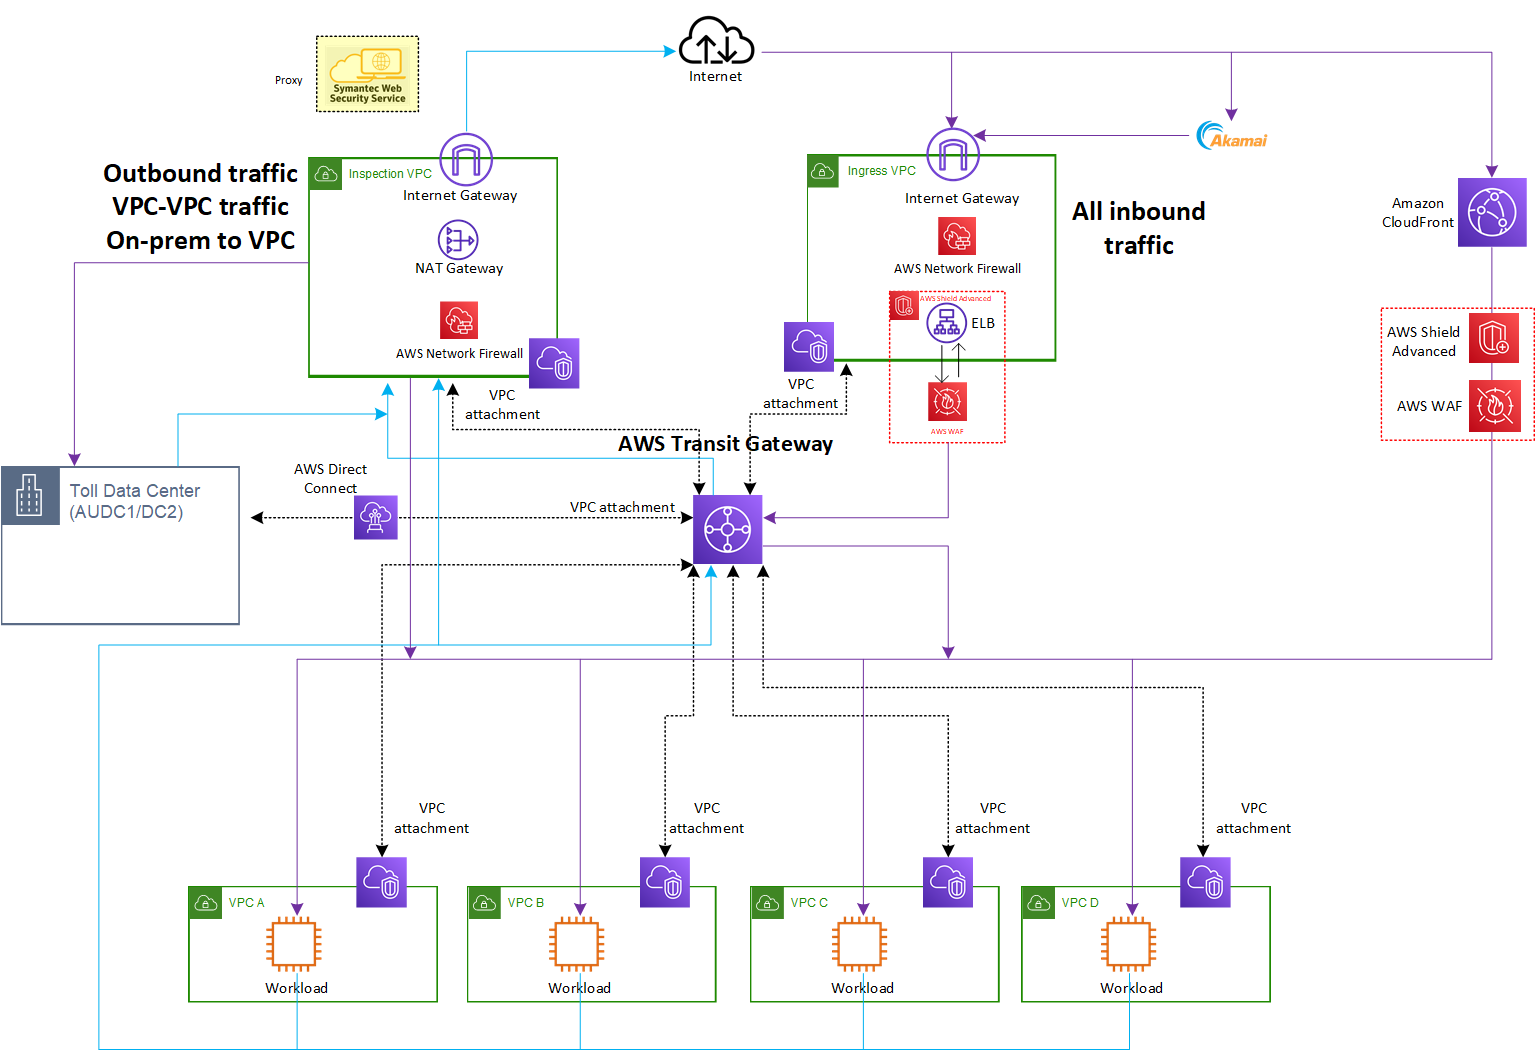 Internet
Proxy
Symantec Web
Security Service
Akamai
Outbound traffic
VPC-VPC traffic
On-prem to VPC
Inspection VPC
Internet Gateway
NAT Gateway
AWS Network Firewall
VPC
attachment
Ingress VPC
Internet Gateway
AWS Network Firewall
AWS Shield Advanced
ELB
AWS WAF
VPC
attachment
All inbound
traffic
Amazon
CloudFront
AWS Shield
Advanced
AWS WAF
AWS Transit Gateway
Toll Data Center
(AUDC1/DC2)
AWS Direct
Connect
VPC attachment
VPC
attachment
VPC
attachment
VPC
attachment
VPC
attachment
VPC A
Workload
VPC B
Workload
VPC C
Workload
VPC D
Workload